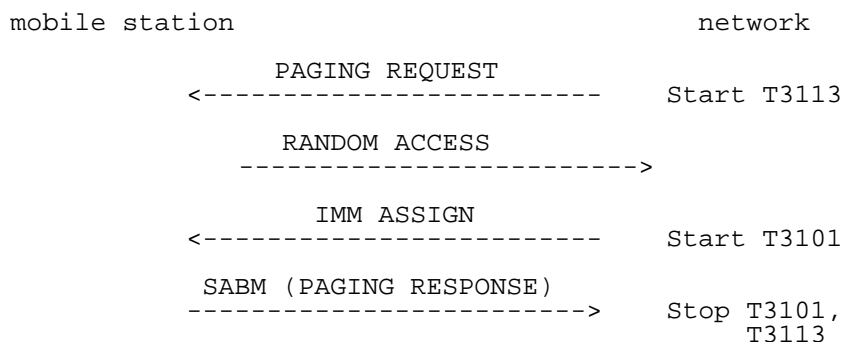 mobile station network
PAGING REQUEST
<-------------------------- Start T3113
RANDOM ACCESS
------------------------->
IMM ASSIGN
<-------------------------- Start T3101
SABM (PAGING RESPONSE)
-------------------------> Stop T3101,
T3113